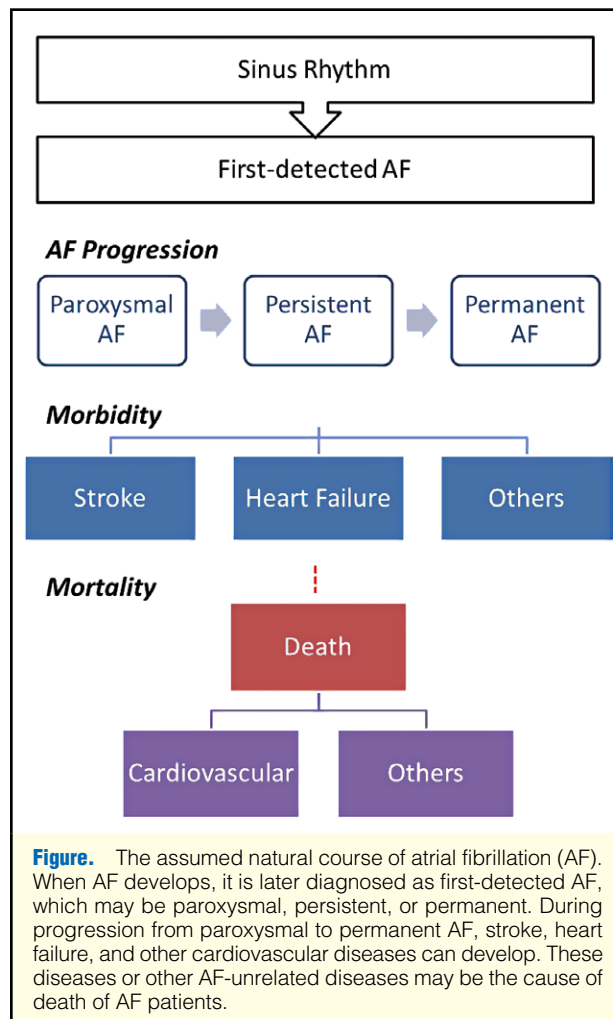 Sinus Rhythm
First-detected AF
AF Progression
Paroxysmal Persistent Permanent
AF AF AF
Morbidity
Stroke Heart Failure Others
Mortality
Death
Cardiovascular Others
Figure. The assumed natural course of atrial fibrillation (AF).
When AF develops, it is later diagnosed as first-detected AF,
which may be paroxysmal, persistent, or permanent. During
progression from paroxysmal to permanent AF, stroke, heart
failure, and other cardiovascular diseases can develop. These
diseases or other AF-unrelated diseases may be the cause of
death of AF patients.